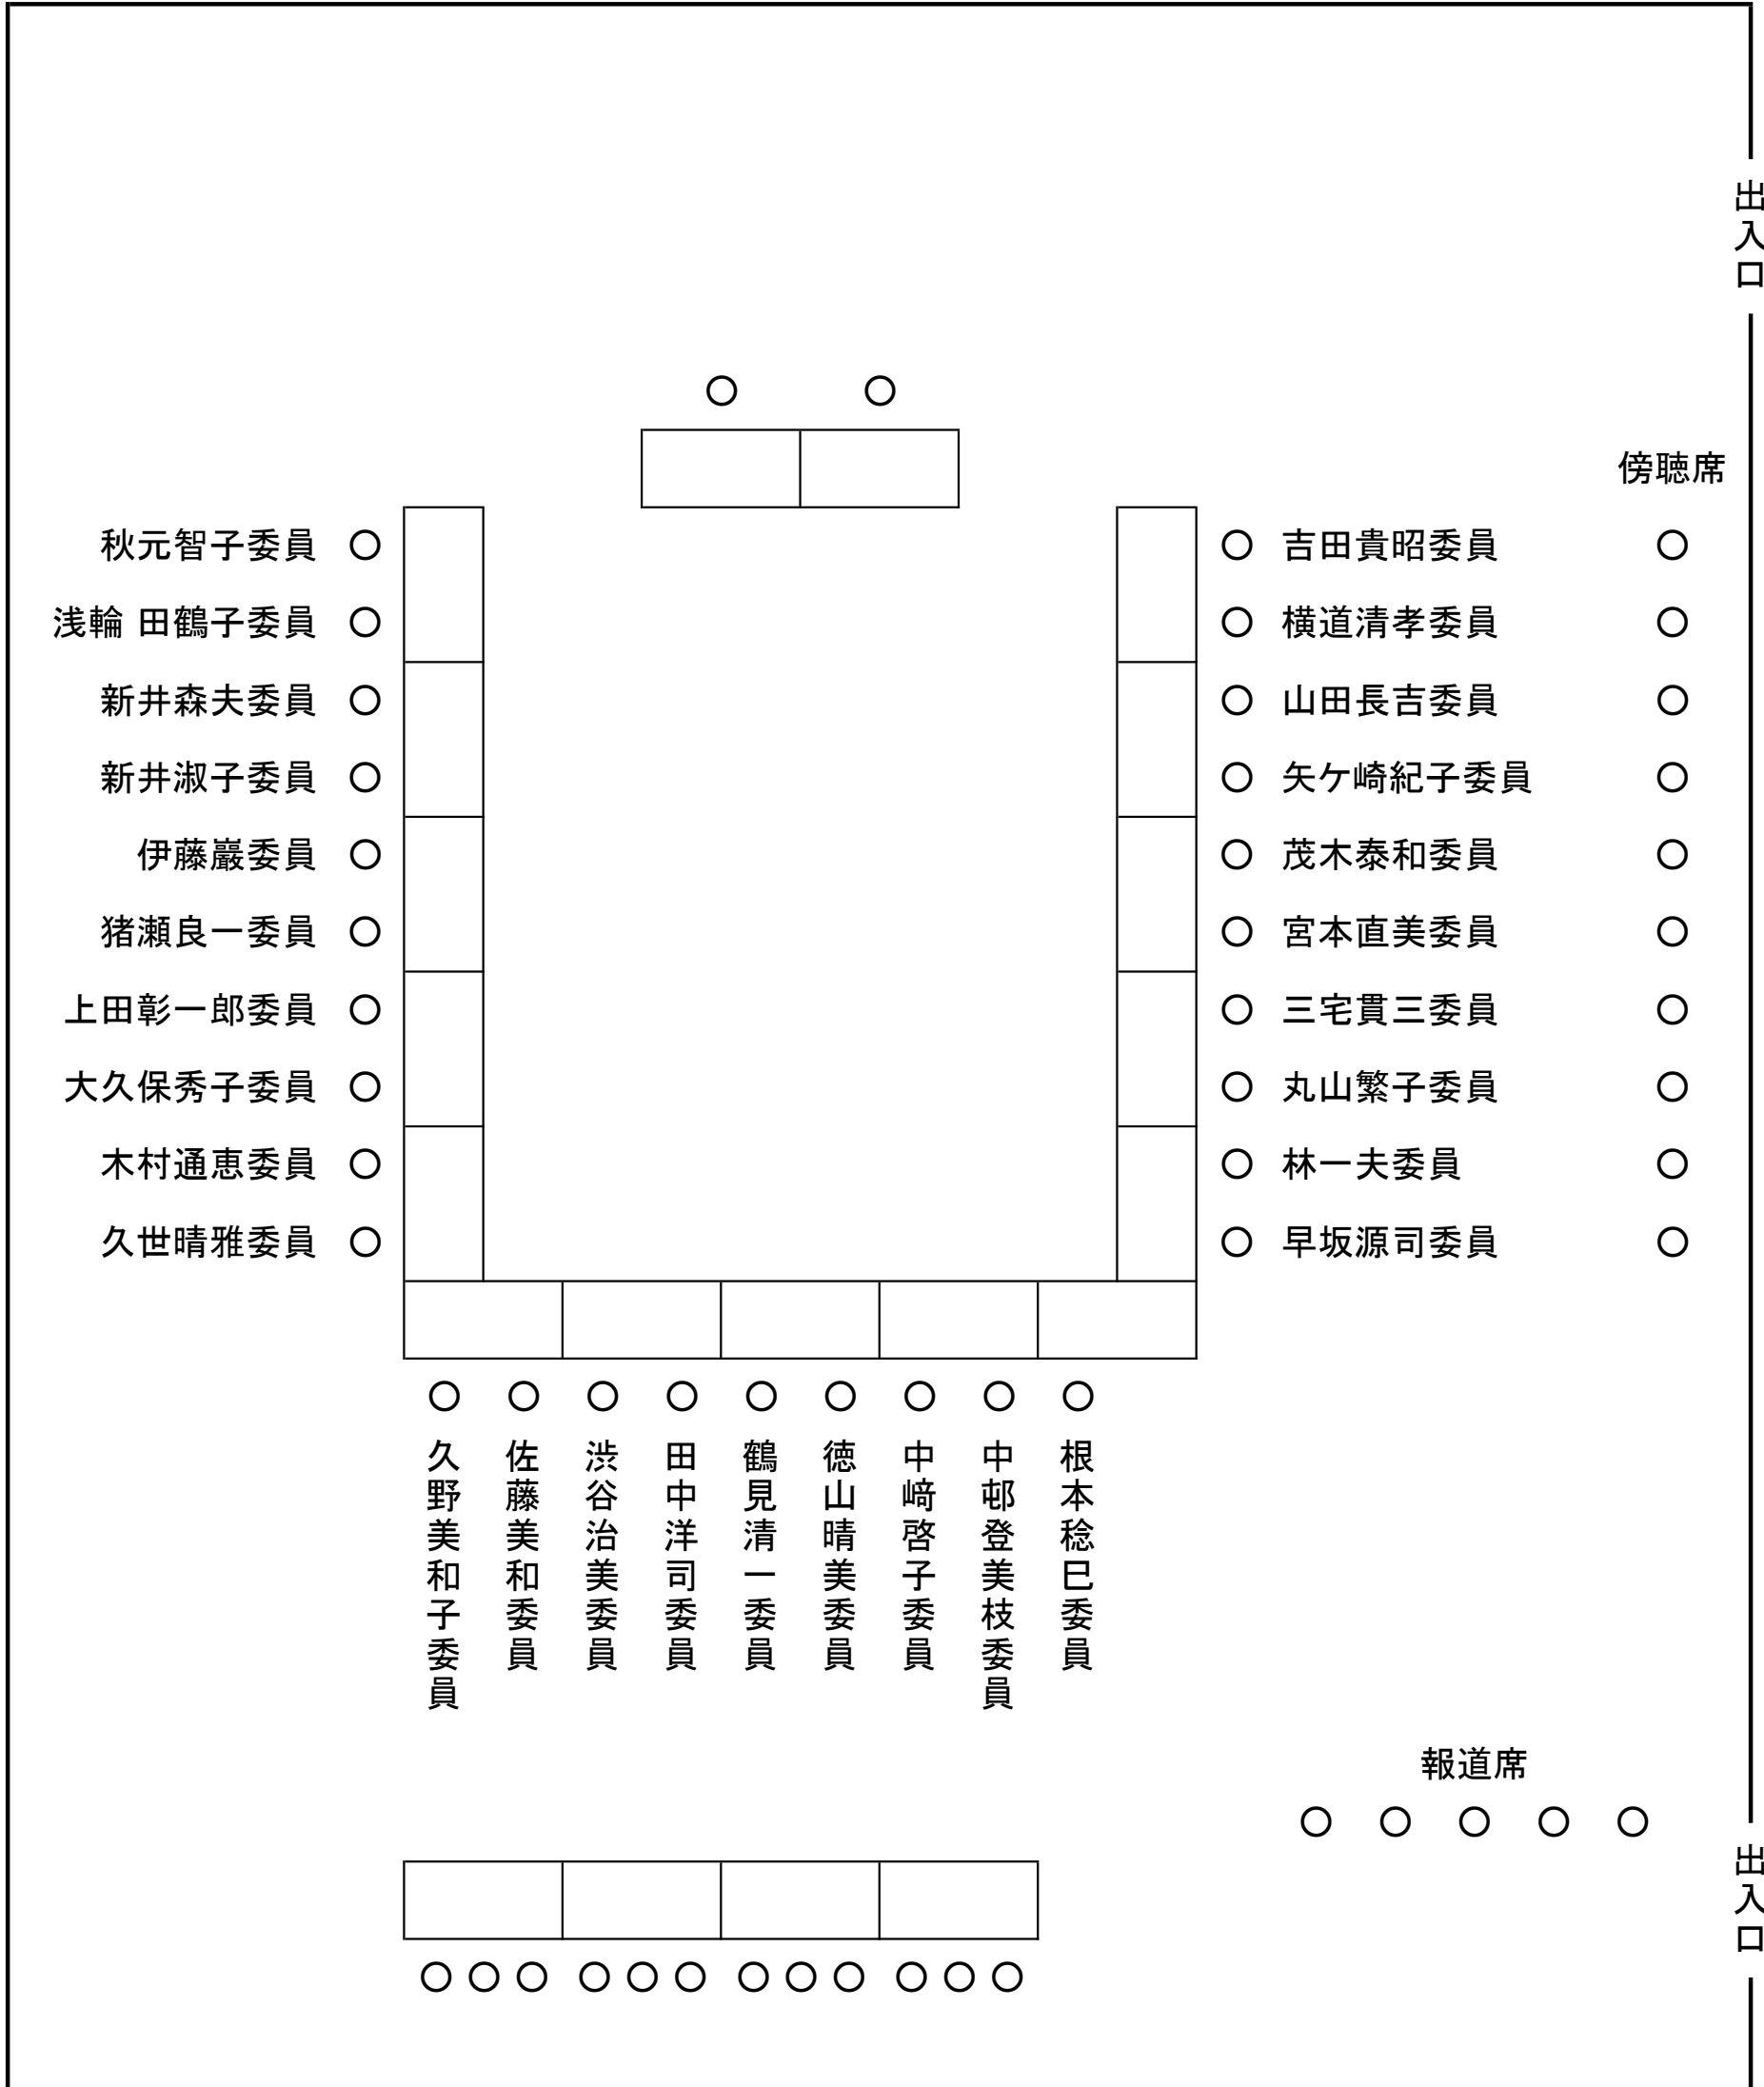 出入口
傍聴席
秋元智子委員
浅輪 田鶴子委員
新井森夫委員
新井淑子委員
伊藤巖委員
猪瀬良一委員
上田彰一郎委員
大久保秀子委員
木村通恵委員
久世晴雅委員
吉田貴昭委員
横道清孝委員
山田長吉委員
矢ケ崎紀子委員
茂木泰和委員
宮本直美委員
三宅貫三委員
丸山繁子委員
林一夫委員
早坂源司委員
久野美和子委員
佐藤美和委員
渋谷治美委員
田中洋司委員
鶴見清一委員
徳山晴美委員
中﨑啓子委員
中邨登美枝委員
根本稔巳委員
報道席
出入口